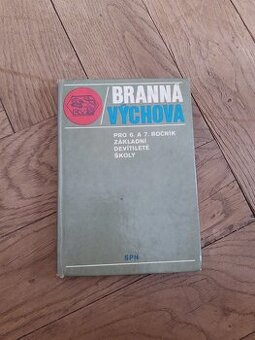 BRANNÁ
VÝCHOVA
PRO 6. A 7. ROČNÍK
ZÁKLADNÍ
DEVÍTILETÉ
ŠKOLY
SPN